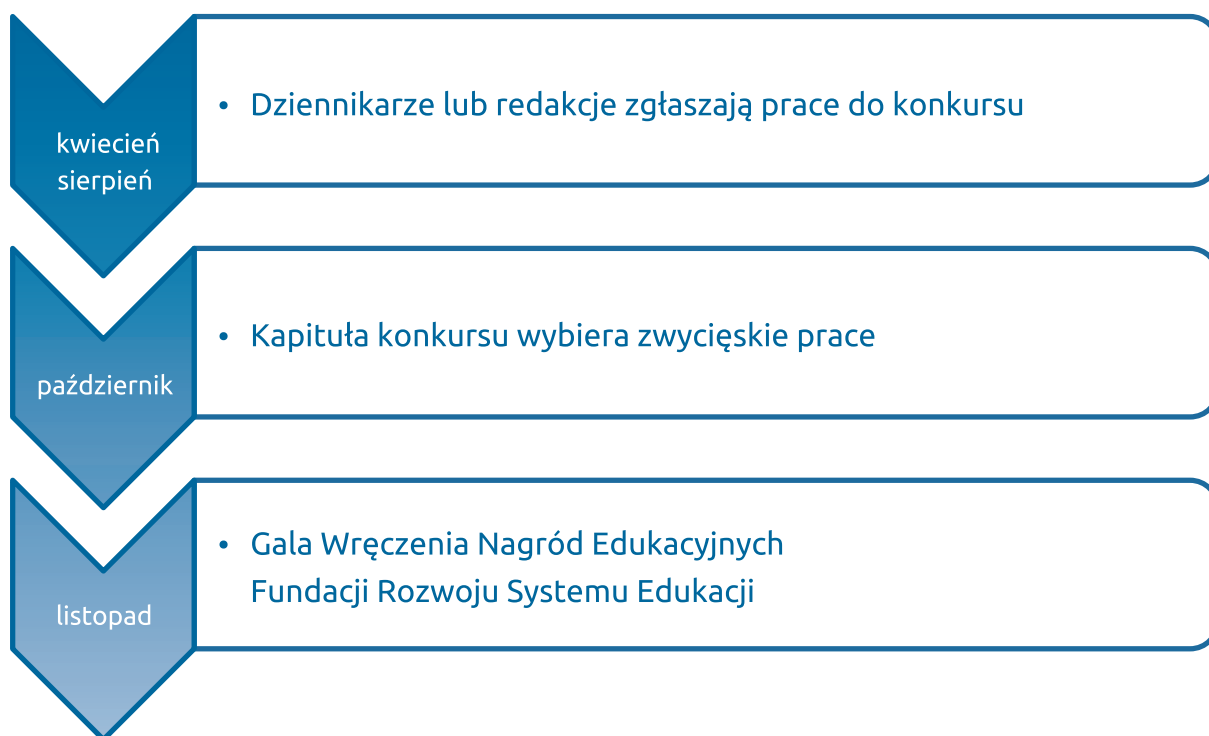 kwiecień
sierpień
• Dziennikarze lub redakcje zgłaszają prace do konkursu
październik
• Kapituła konkursu wybiera zwycięskie prace
listopad
• Gala Wręczenia Nagród Edukacyjnych
Fundacji Rozwoju Systemu Edukacji